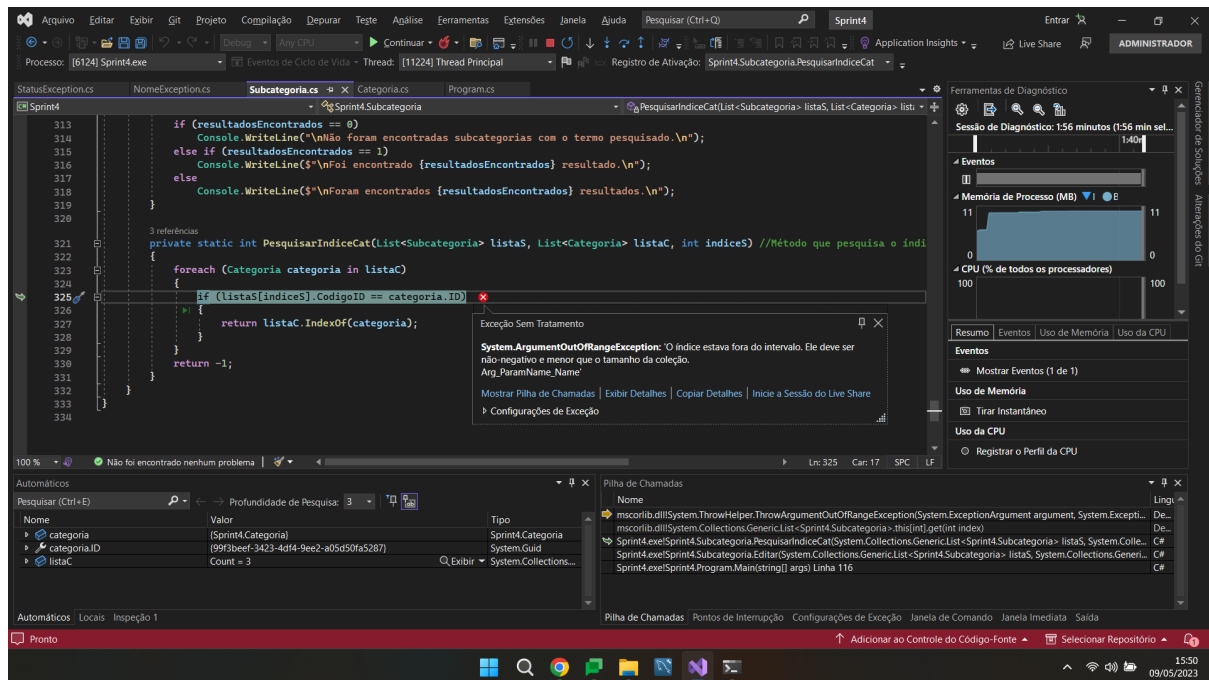 Arquivo Editar Exibir Git Projeto Compilação Depurar Teste Análise Ferramentas Extensões Janela Ajuda Pesquisar (Ctrl+Q) Sprint4 Entrar
Debug Any CPU Continuar Application Insights Live Share ADMINISTRADOR
Processo: [6124] Sprint4.exe Eventos de Ciclo de Vida Thread: [11224] Thread Principal Registro de Ativação: Sprint4.Subcategoria.PesquisarIndiceCat
StatusException.cs NomeException.cs Subcategoria.cs Categoria.cs Program.cs
Sprint4 Sprint4.Subcategoria PesquisarIndiceCat(List<Subcategoria> listaS, List<Categoria> list
313 if (resultadosEncontrados == 0)
314 Console.WriteLine("\nNão foram encontradas subcategorias com o termo pesquisado.\n");
315 else if (resultadosEncontrados == 1)
316 Console.WriteLine($"\nFoi encontrado {resultadosEncontrados} resultado.\n");
317 else
318 Console.WriteLine($"\nForam encontrados {resultadosEncontrados} resultados.\n");
319 }
320
3 referências
321 private static int PesquisarIndiceCat(List<Subcategoria> listaS, List<Categoria> listaC, int indiceS) //Método que pesquisa o indi
322 {
323 foreach (Categoria categoria in listaC)
324 {
325 if (listaS[indiceS].CodigoID == categoria.ID)
326 {
327 return listaC.IndexOf(categoria);
328 }
329 }
330 return -1;
331 }
332 }
333 }
334
Exceção Sem Tratamento
System.ArgumentOutOfRangeException: 'O índice estava fora do intervalo. Ele deve ser
não-negativo e menor que o tamanho da coleção.
Arg_ParamName_Name'
Mostrar Pilha de Chamadas | Exibir Detalhes | Copiar Detalhes | Inicie a Sessão do Live Share
Configurações de Exceção
100 % Não foi encontrado nenhum problema Ln: 325 Car: 17 SPC LF
Ferramentas de Diagnóstico
Sessão de Diagnóstico: 1:56 minutos (1:56 min sel...
1:40
Eventos
Memória de Processo (MB) I B
11 11
0 0
CPU (% de todos os processadores)
100 100
Resumo Eventos Uso de Memória Uso da CPU
Eventos
Mostrar Eventos (1 de 1)
Uso de Memória
Tirar Instantâneo
Uso da CPU
Registrar o Perfil da CPU
Gerenciador de Soluções
Alterações do Git
Automáticos
Pesquisar (Ctrl+E) Profundidade de Pesquisa: 3
Nome Valor Tipo
categoria {Sprint4.Categoria} Sprint4.Categoria
categoria.ID {99f3beef-3423-4df4-9ee2-a05d50fa5287} System.Guid
listaC Count = 3 Exibir System.Collections....
Automáticos Locais Inspeção 1
Pilha de Chamadas
Nome Lingu
mscorlib.dll!System.ThrowHelper.ThrowArgumentOutOfRangeException(System.ExceptionArgument argument, System.Excepti... De...
mscorlib.dll!System.Collections.Generic.List<Sprint4.Subcategoria>.this[int].get(int index) De...
Sprint4.exe!Sprint4.Subcategoria.PesquisarIndiceCat(System.Collections.Generic.List<Sprint4.Subcategoria> listaS, System.Colle... C#
Sprint4.exe!Sprint4.Subcategoria.Editar(System.Collections.Generic.List<Sprint4.Subcategoria> listaS, System.Collections.Generi... C#
Sprint4.exe!Sprint4.Program.Main(string[] args) Linha 116 C#
Pilha de Chamadas Pontos de Interrupção Configurações de Exceção Janela de Comando Janela Imediata Saída
Pronto Adicionar ao Controle do Código-Fonte Selecionar Repositório 1
15:50
09/05/2023